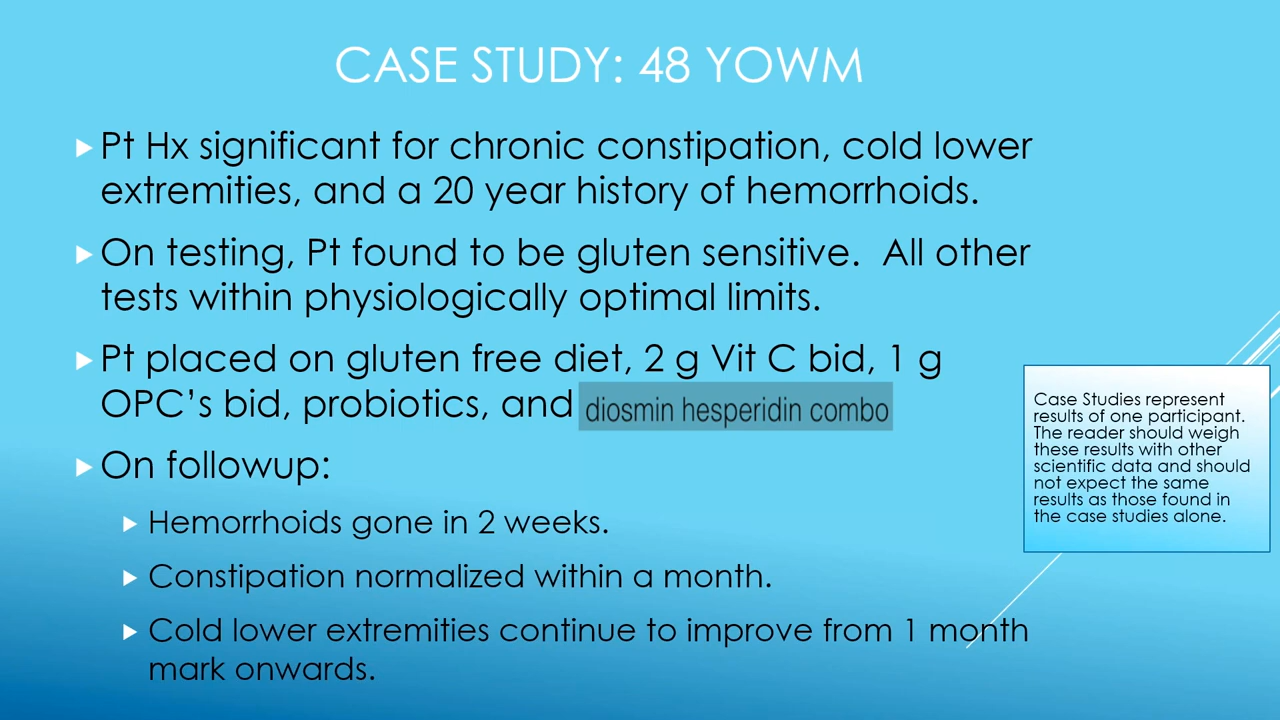 CASE STUDY: 48 YOWM
Pt Hx significant for chronic constipation, cold lower
extremities, and a 20 year history of hemorrhoids.
On testing, Pt found to be gluten sensitive.  All other
tests within physiologically optimal limits.
Pt placed on gluten free diet, 2 g Vit C bid, 1 g
OPC's bid, probiotics, and diosmin hesperidin combo
On followup:
Hemorrhoids gone in 2 weeks.
Constipation normalized within a month.
Cold lower extremities continue to improve from 1 month
mark onwards.
Case Studies represent
results of one participant.
The reader should weigh
these results with other
scientific data and should
not expect the same
results as those found in
the case studies alone.